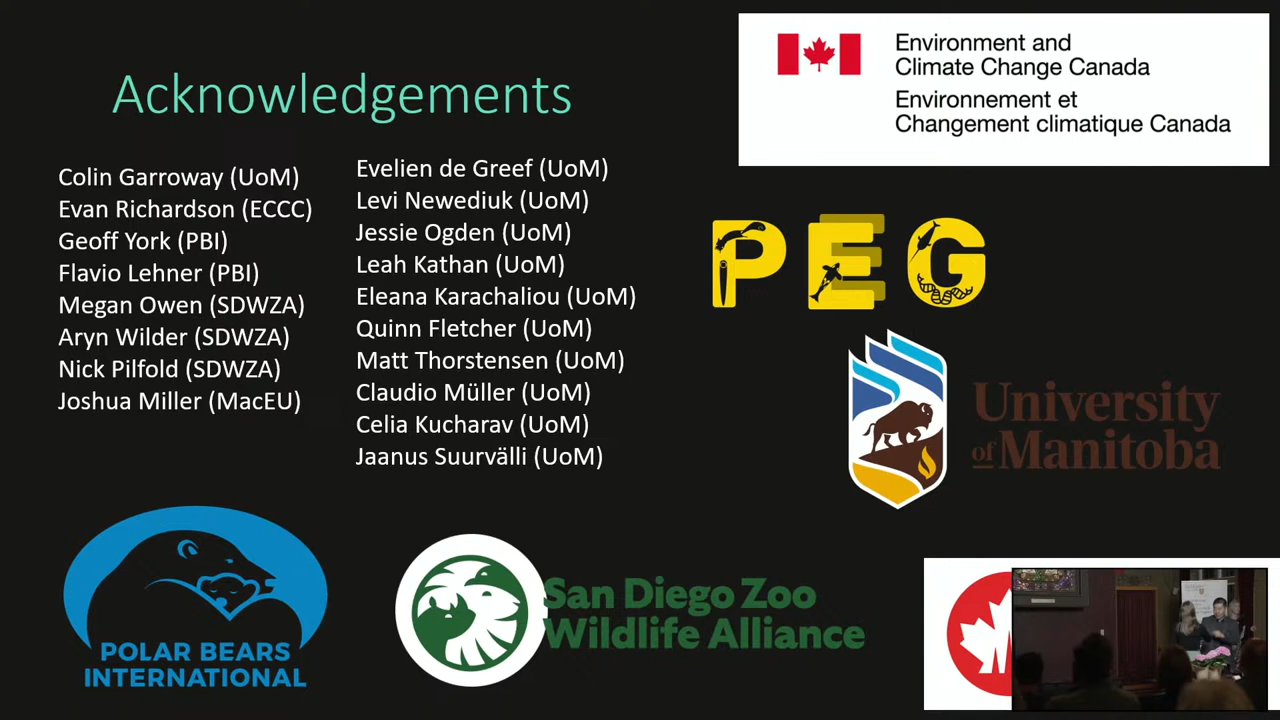 Acknowledgements
Colin Garroway (UoM)
Evan Richardson (ECCC)
Geoff York (PBI)
Flavio Lehner (PBI)
Megan Owen (SDWZA)
Aryn Wilder (SDWZA)
Nick Pilfold (SDWZA)
Joshua Miller (MacEU)
Evelien de Greef (UoM)
Levi Newediuk (UoM)
Jessie Ogden (UoM)
Leah Kathan (UoM)
Eleana Karachaliou (UoM)
Quinn Fletcher (UoM)
Matt Thorstensen (UoM)
Claudio Müller (UoM)
Celia Kucharav (UoM)
Jaanus Suurvälli (UoM)
Environment and
Climate Change Canada
Environnement et
Changement climatique Canada
PEG
University
of Manitoba
POLAR BEARS
INTERNATIONAL
San Diego Zoo
Wildlife Alliance